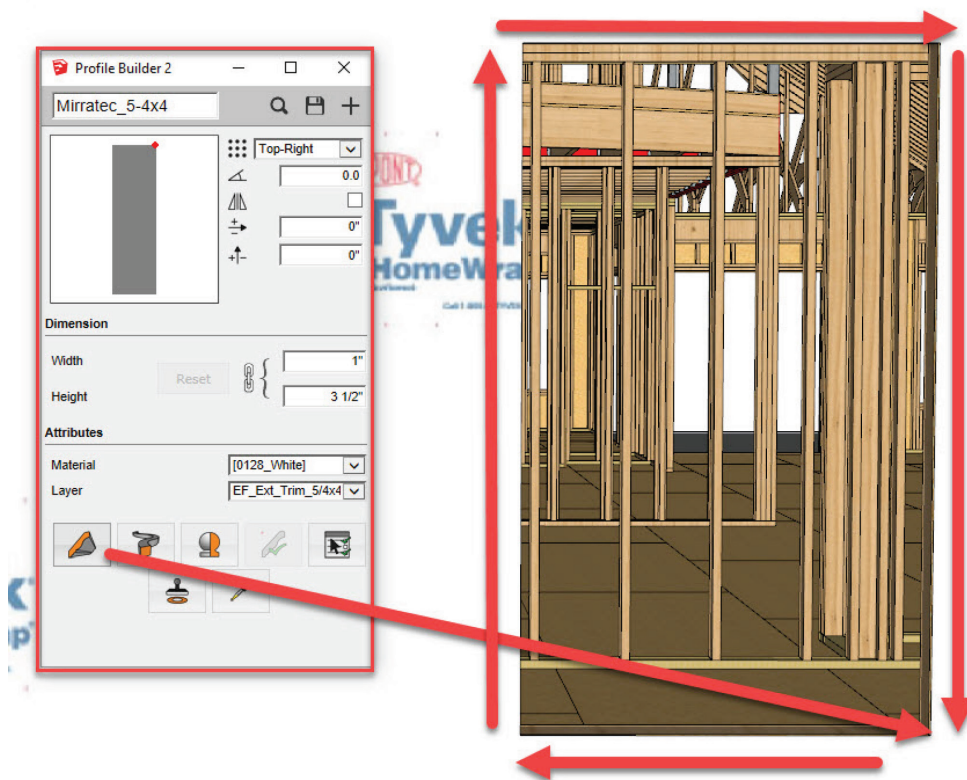 Profile Builder 2
Mirratec_5-4x4
Top-Right
0.0
0"
0"
Dimension
Width
1"
Reset
Height
3 1/2"
Attributes
Material
[0128_White]
Layer
EF_Ext_Trim_5/4x4
Tyvek
HomeWra